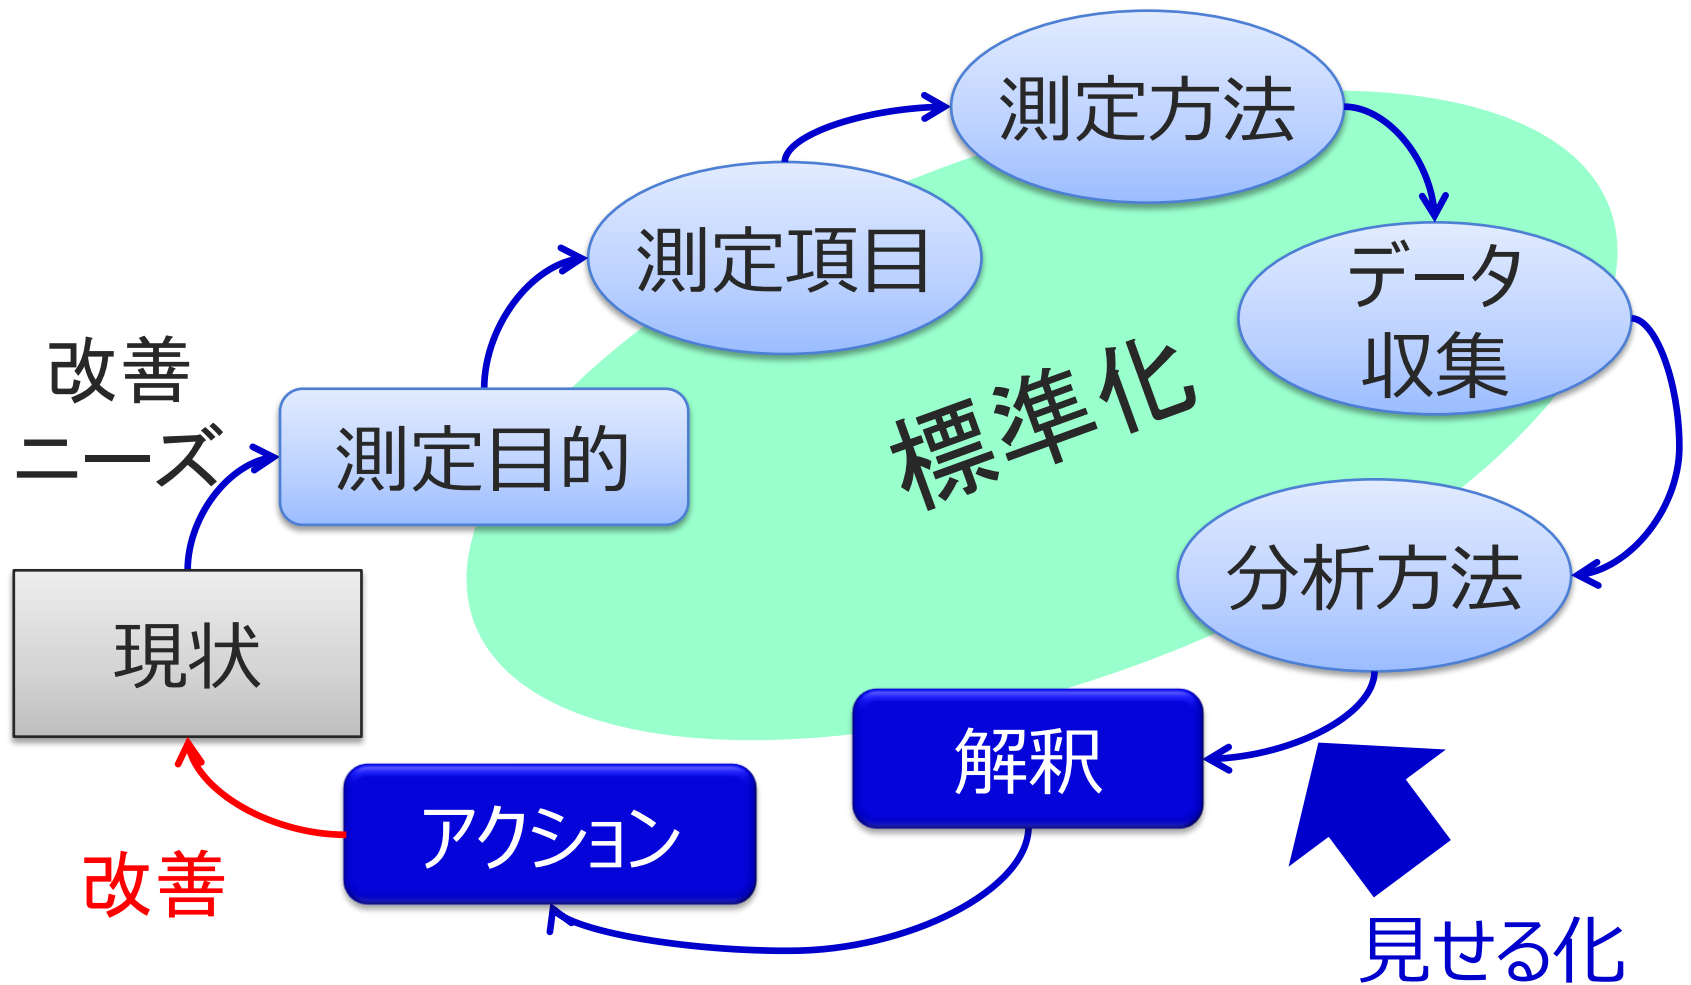 測定方法
測定項目
データ
収集
改善
ニーズ
測定目的
標準化
分析方法
現状
解釈
アクション
改善
見せる化